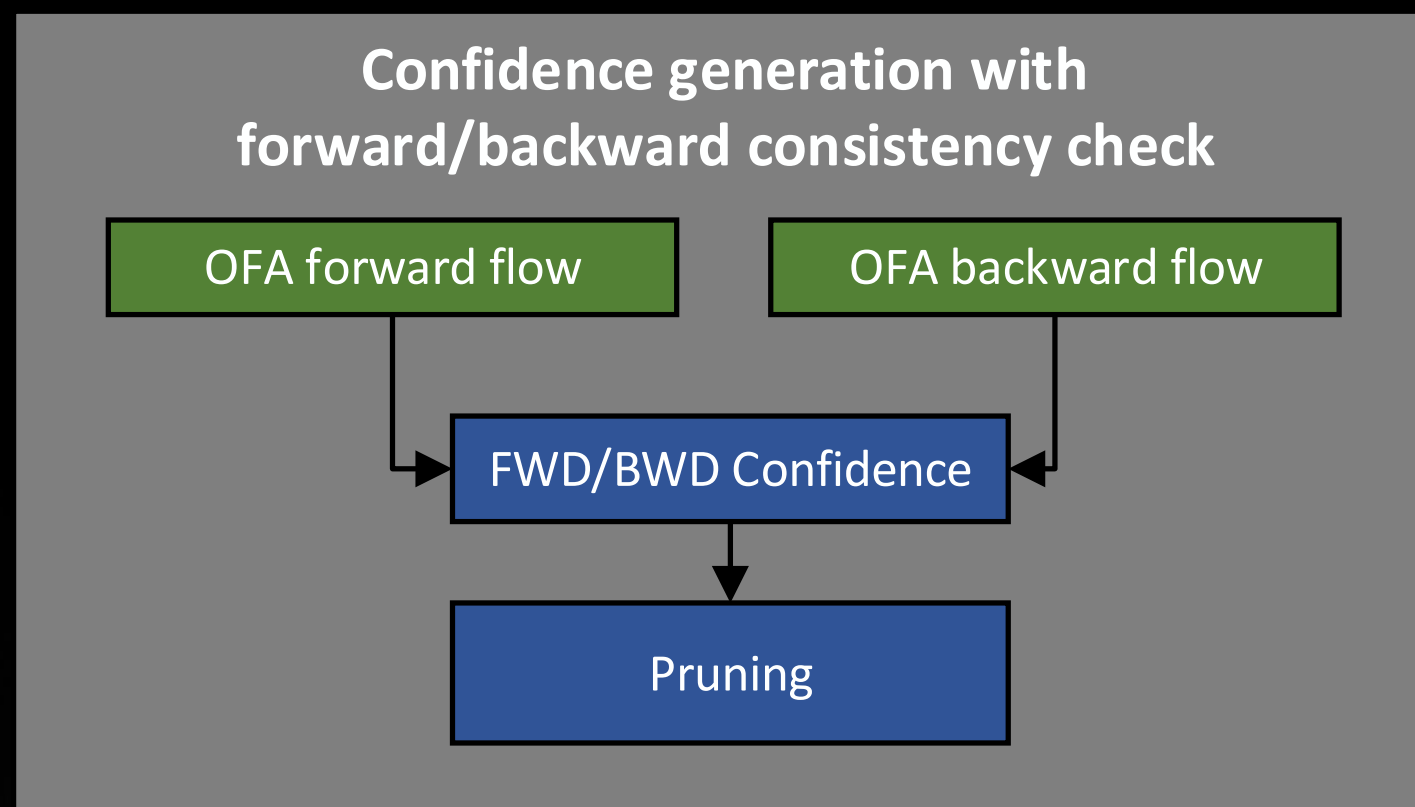 Confidence generation with
forward/backward consistency check
OFA forward flow
OFA backward flow
FWD/BWD Confidence
Pruning